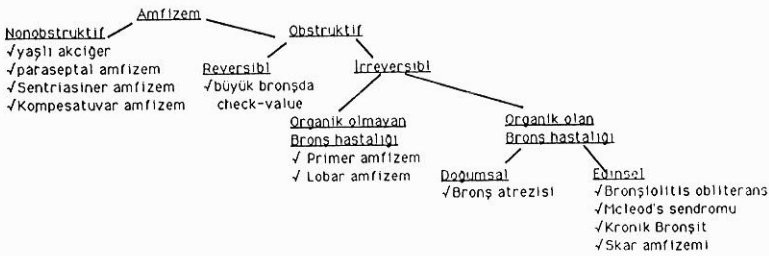 Amfizem
Nonobstruktif
√yaşlı akciğer
√paraseptal amfizem
√Sentriasiner amfizem
√Kompesatuvar amfizem
Obstruktif
Reversibl
√büyük bronşda
check-value
İrreversibl
Organik olmayan
Bronş hastalığı
√ Primer amfizem
√ Lobar amfizem
Organik olan
Bronş hastalığı
Doğumsal
√Bronş atrezisi
Edinsel
√Bronşiolitis obliterans
√Mcleod's sendromu
√Kronik Bronşit
√Skar amfizemi